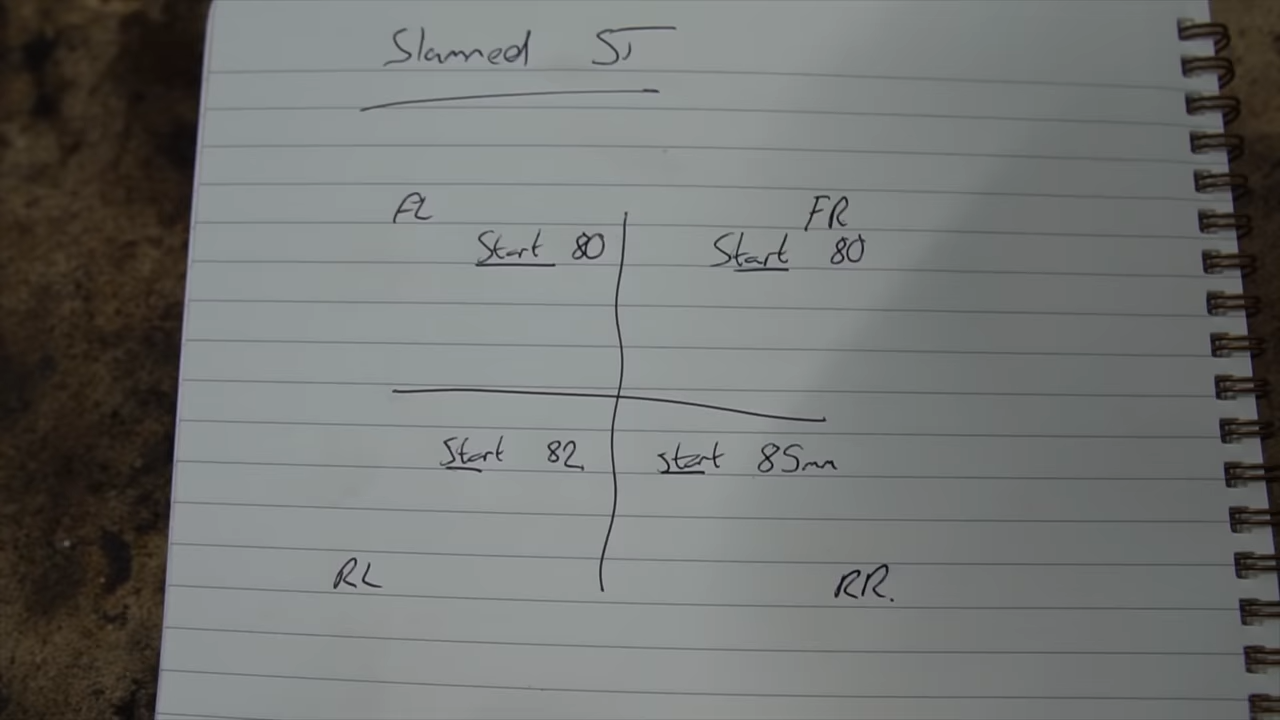 Slammed ST
FL
FR
Start 80
Start 80
Start 82
Start 85mm
RL
RR.